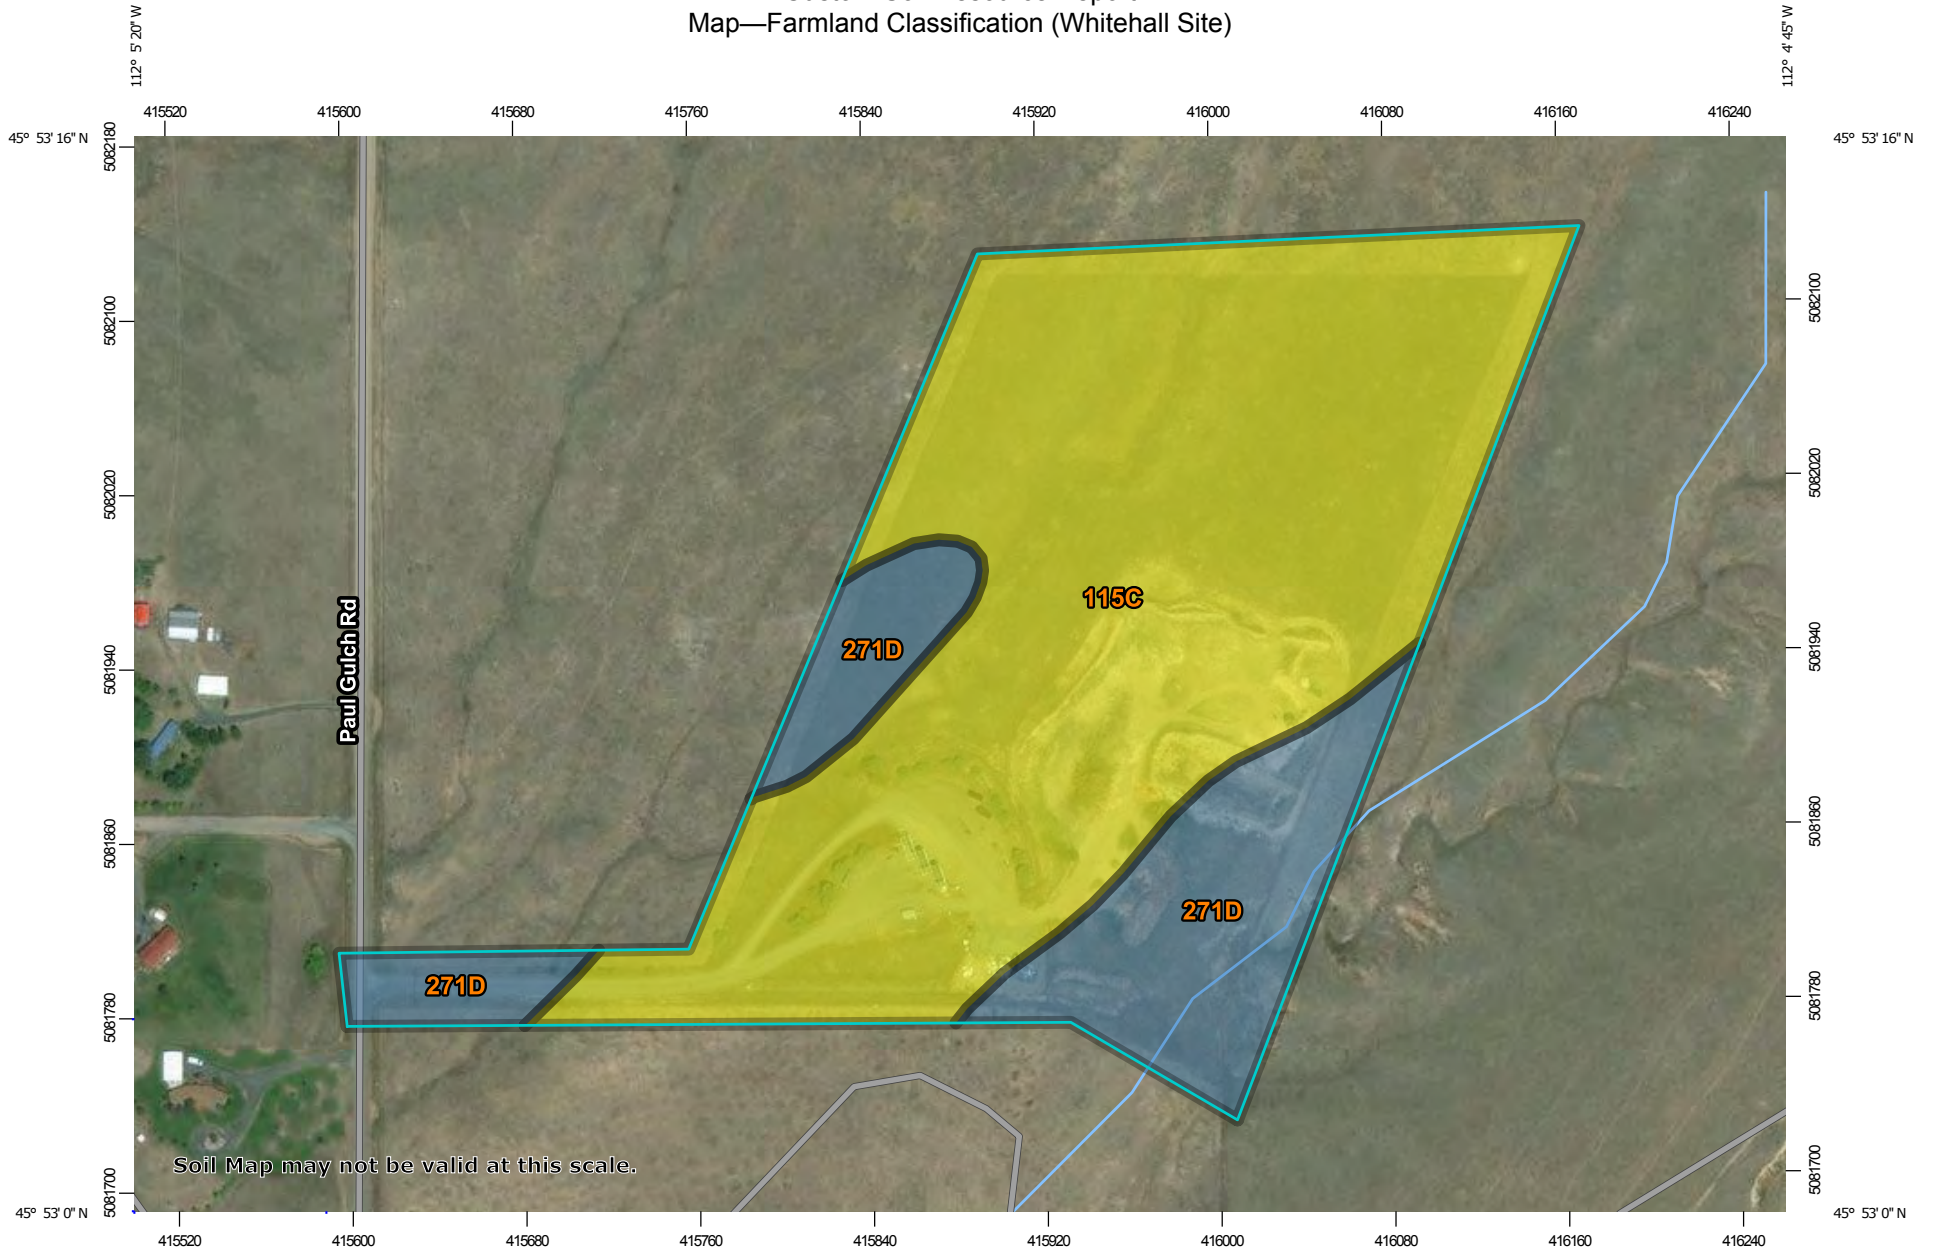 Map—Farmland Classification (Whitehall Site)
112° 5' 20" W
112° 4' 45" W
415520 415600 415680 415760 415840 415920 416000 416080 416160 416240
45° 53' 16" N
45° 53' 16" N
5082180
5082100
5082100
5082020
5082020
115C
271D
Paul Gulch Rd
5081940
5081940
5081860
5081860
271D
271D
5081780
5081780
Soil Map may not be valid at this scale.
5081700
5081700
45° 53' 0" N
45° 53' 0" N
415520 415600 415680 415760 415840 415920 416000 416080 416160 416240